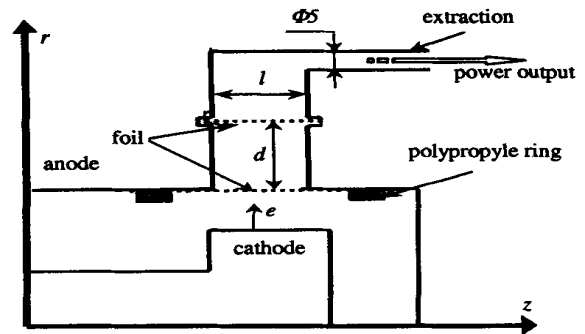 r
Φ5
extraction
power output
l
foil
d
anode
polypropyle ring
e
cathode
z